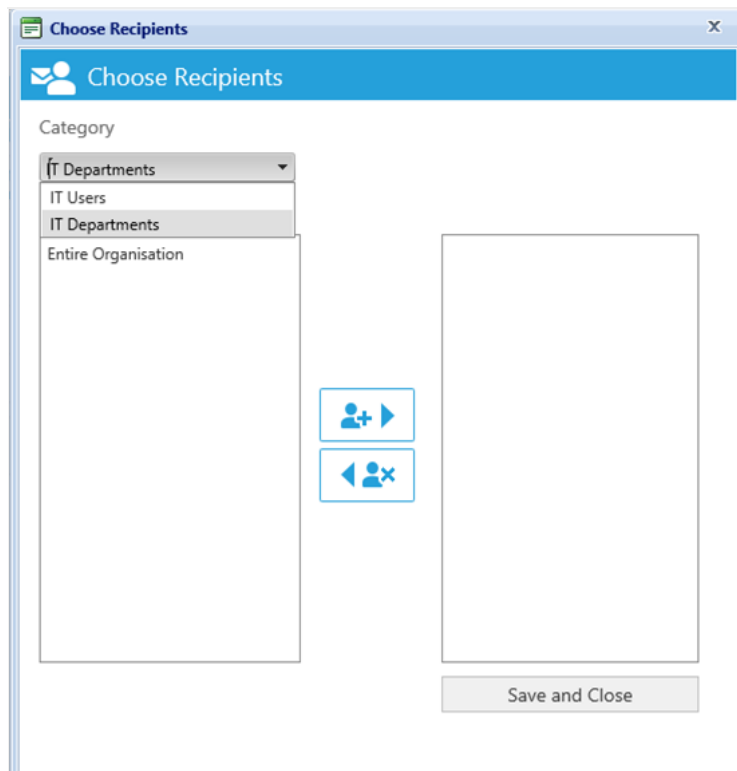 Choose Recipients
Choose Recipients
Category
IT Departments
IT Users
IT Departments
Entire Organisation
Save and Close